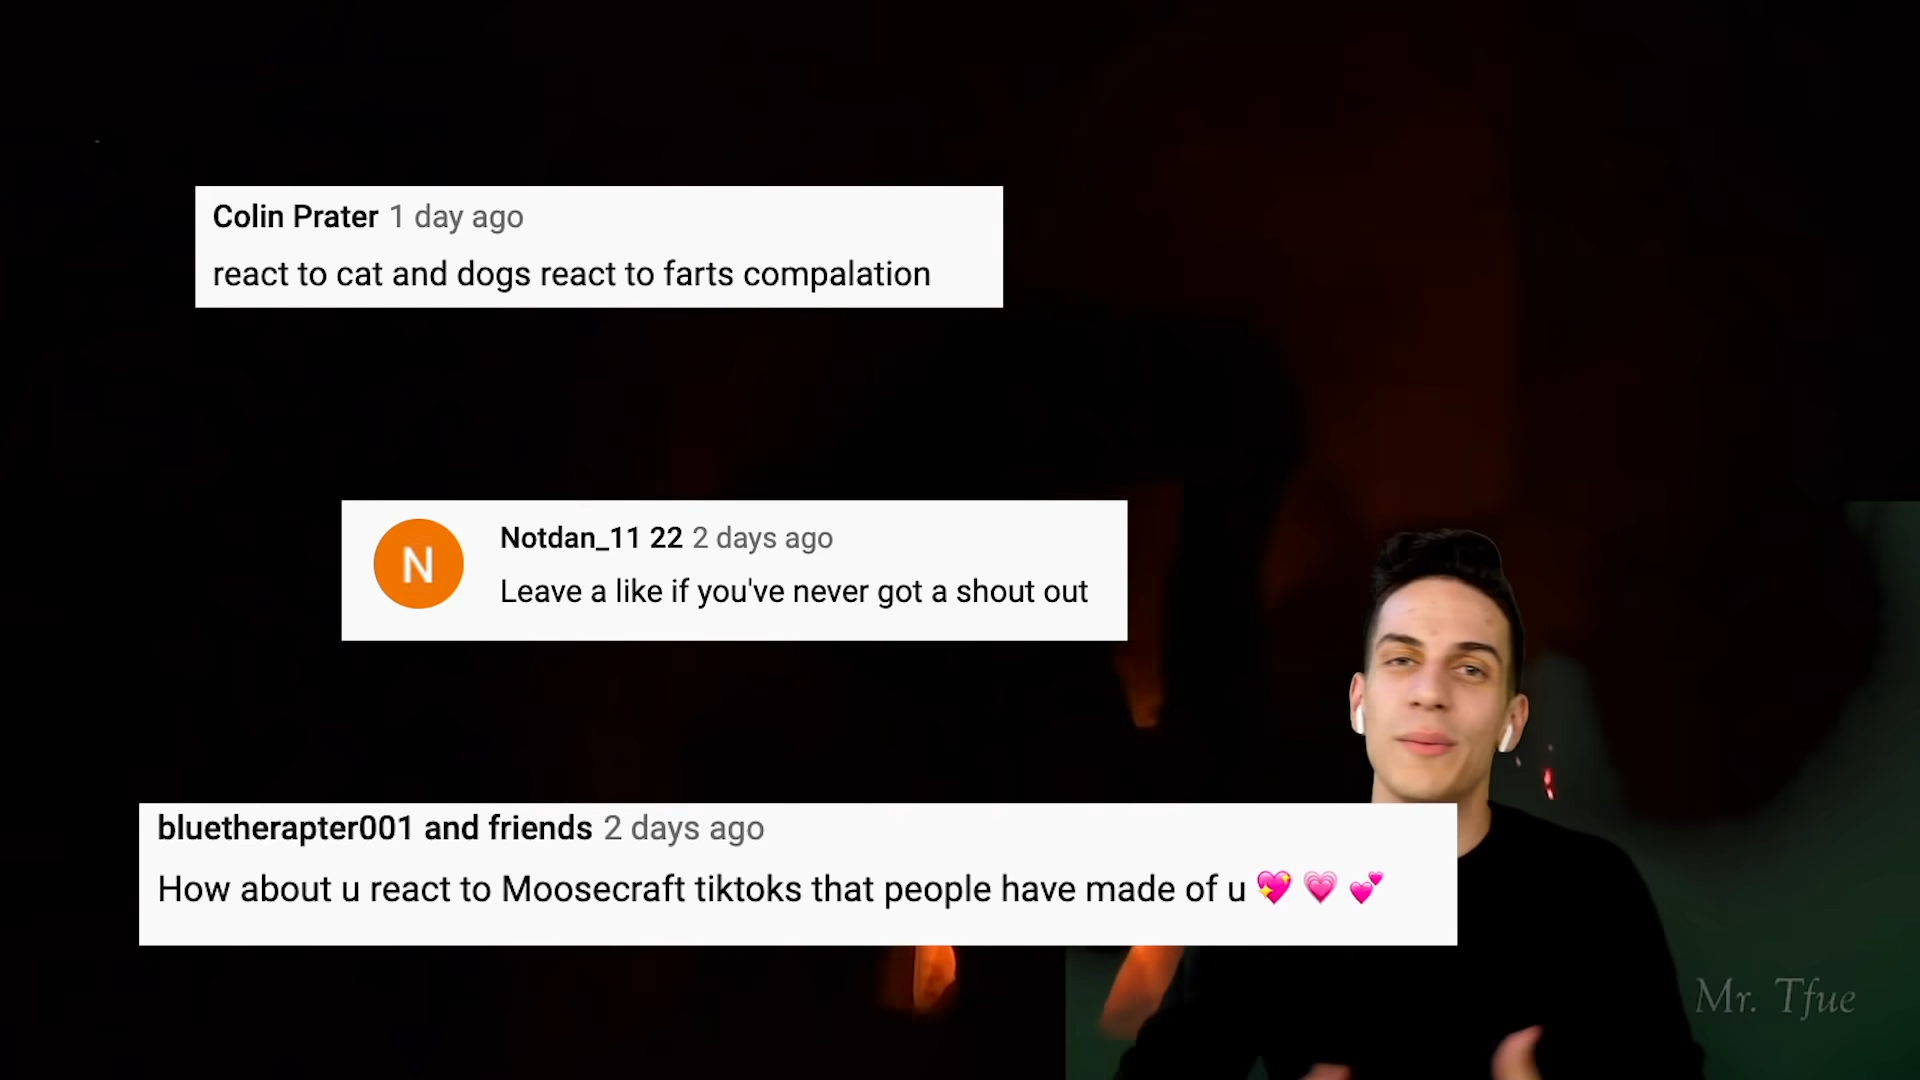 Colin Prater 1 day ago
react to cat and dogs react to farts compalation
N
Notdan_11 22 2 days ago
Leave a like if you've never got a shout out
bluetherapter001 and friends 2 days ago
How about u react to Moosecraft tiktoks that people have made of u 💖 💗 💕
Mr. Tfue